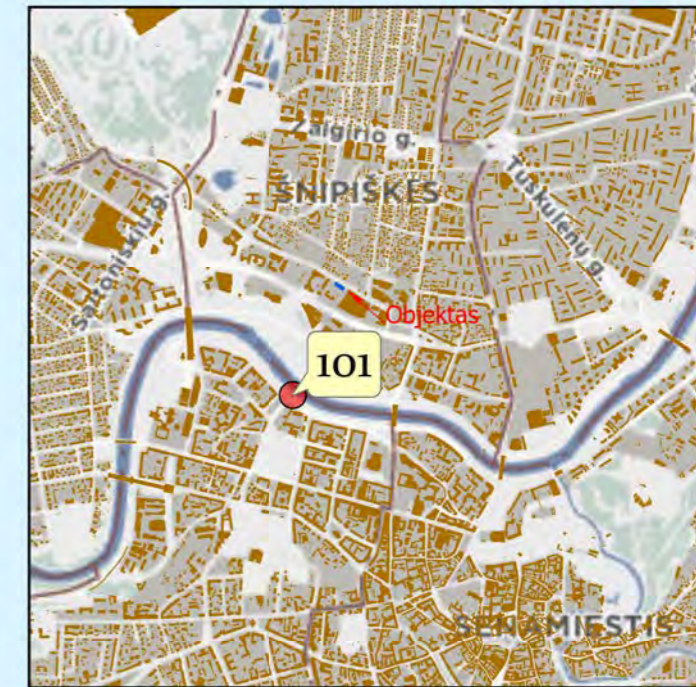 Žalgirio g.
ŠNIPIŠKĖS
Tuskulėnų g.
Saltoniškių g.
Objektas
101
SENAMIESTIS